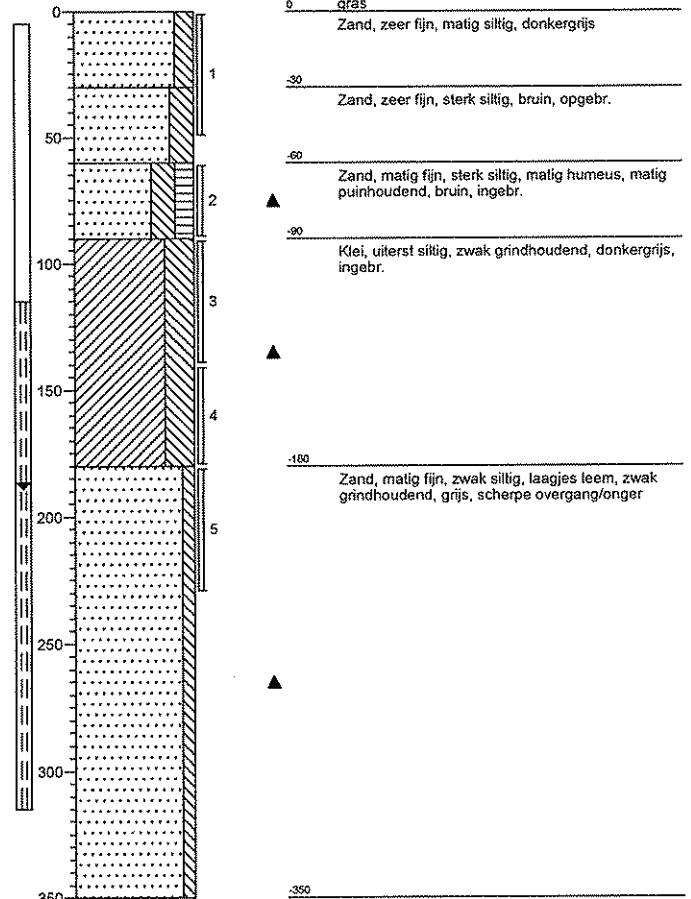 0
50
100
150
200
250
300
350
1
2
3
4
5
0 gras
Zand, zeer fijn, matig siltig, donkergrijs
-30
Zand, zeer fijn, sterk siltig, bruin, opgebr.
-60
Zand, matig fijn, sterk siltig, matig humeus, matig
puinhoudend, bruin, ingebr.
-90
Klei, uiterst siltig, zwak grindhoudend, donkergrijs,
ingebr.
-180
Zand, matig fijn, zwak siltig, laagjes leem, zwak
grindhoudend, grijs, scherpe overgang/onger
-350